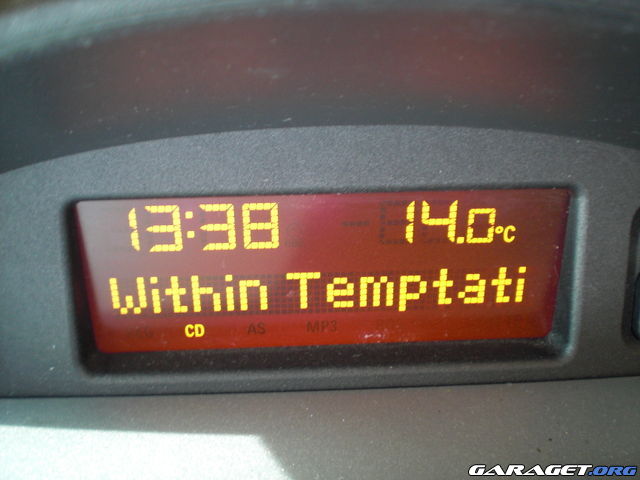 13:38 14.0°C
Within Temptati
CD AS MP3
GARAGET.ORG